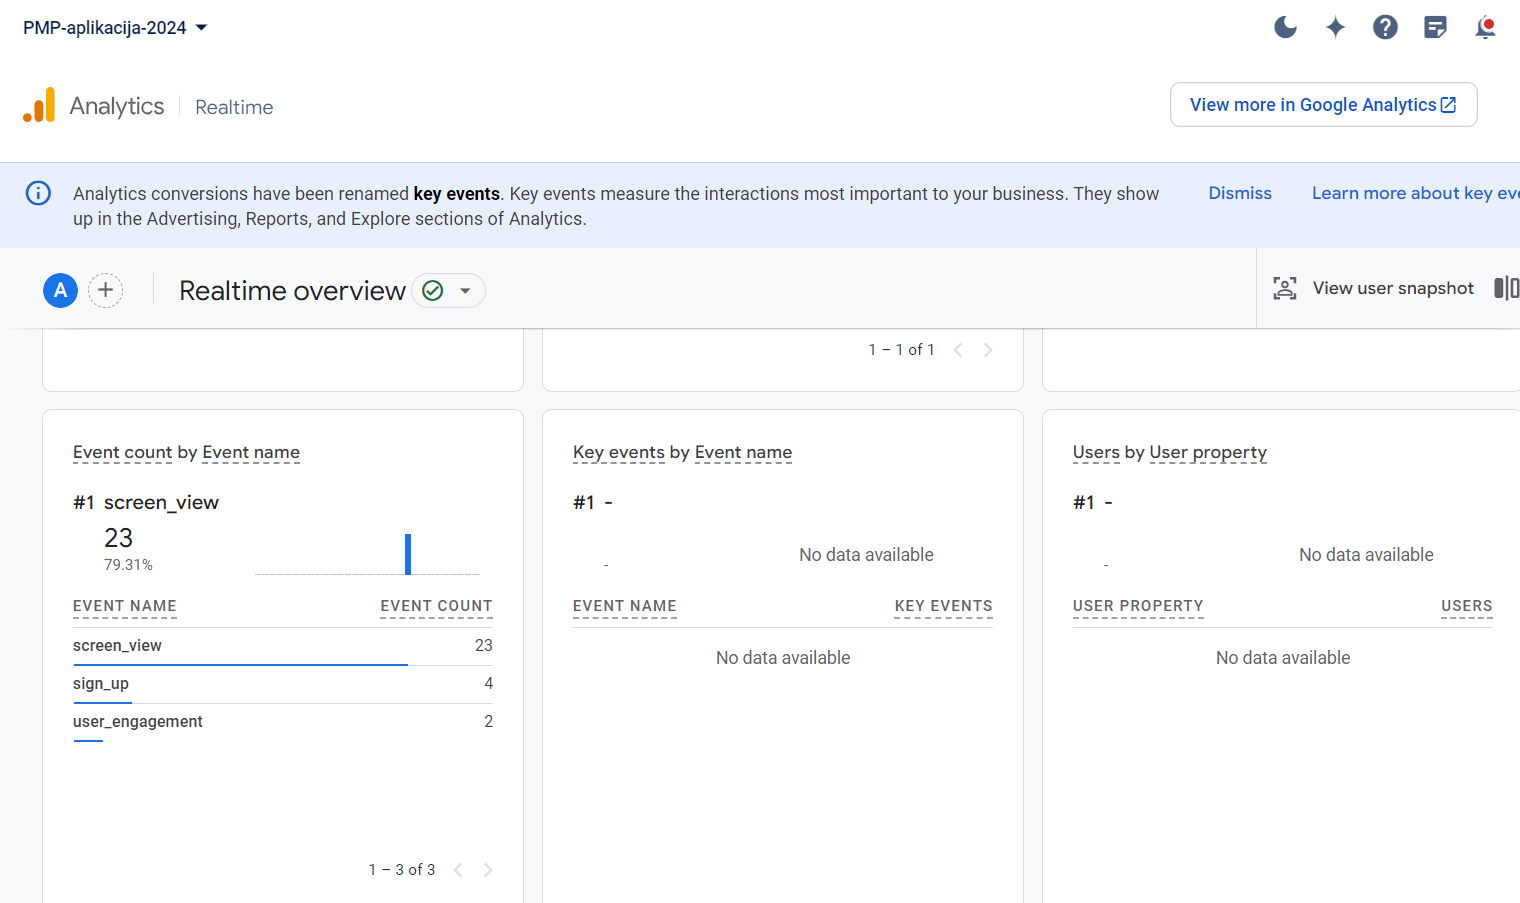 PMP-aplikacija-2024
Analytics
Realtime
View more in Google Analytics
Analytics conversions have been renamed key events. Key events measure the interactions most important to your business. They show
up in the Advertising, Reports, and Explore sections of Analytics.
Dismiss
Learn more about key eve
A
Realtime overview
View user snapshot
1 – 1 of 1
Event count by Event name
#1 screen_view
23
79.31%
EVENT NAME EVENT COUNT
screen_view 23
sign_up 4
user_engagement 2
1 – 3 of 3
Key events by Event name
#1 -
-
No data available
EVENT NAME KEY EVENTS
No data available
Users by User property
#1 -
-
No data available
USER PROPERTY USERS
No data available